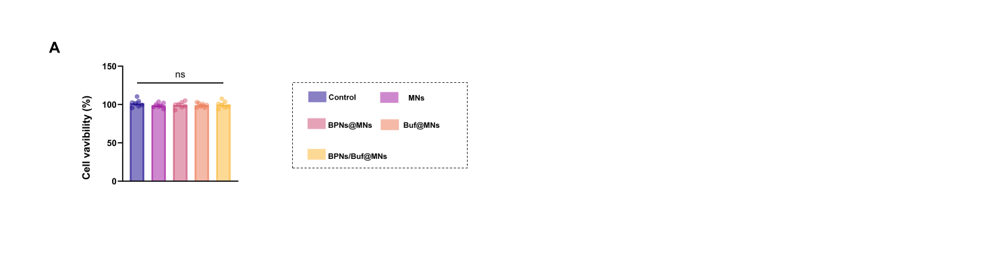 A
150
ns
100
50
0
Cell vavibility (%)
Control
MNs
BPNs@MNs
Buf@MNs
BPNs/Buf@MNs